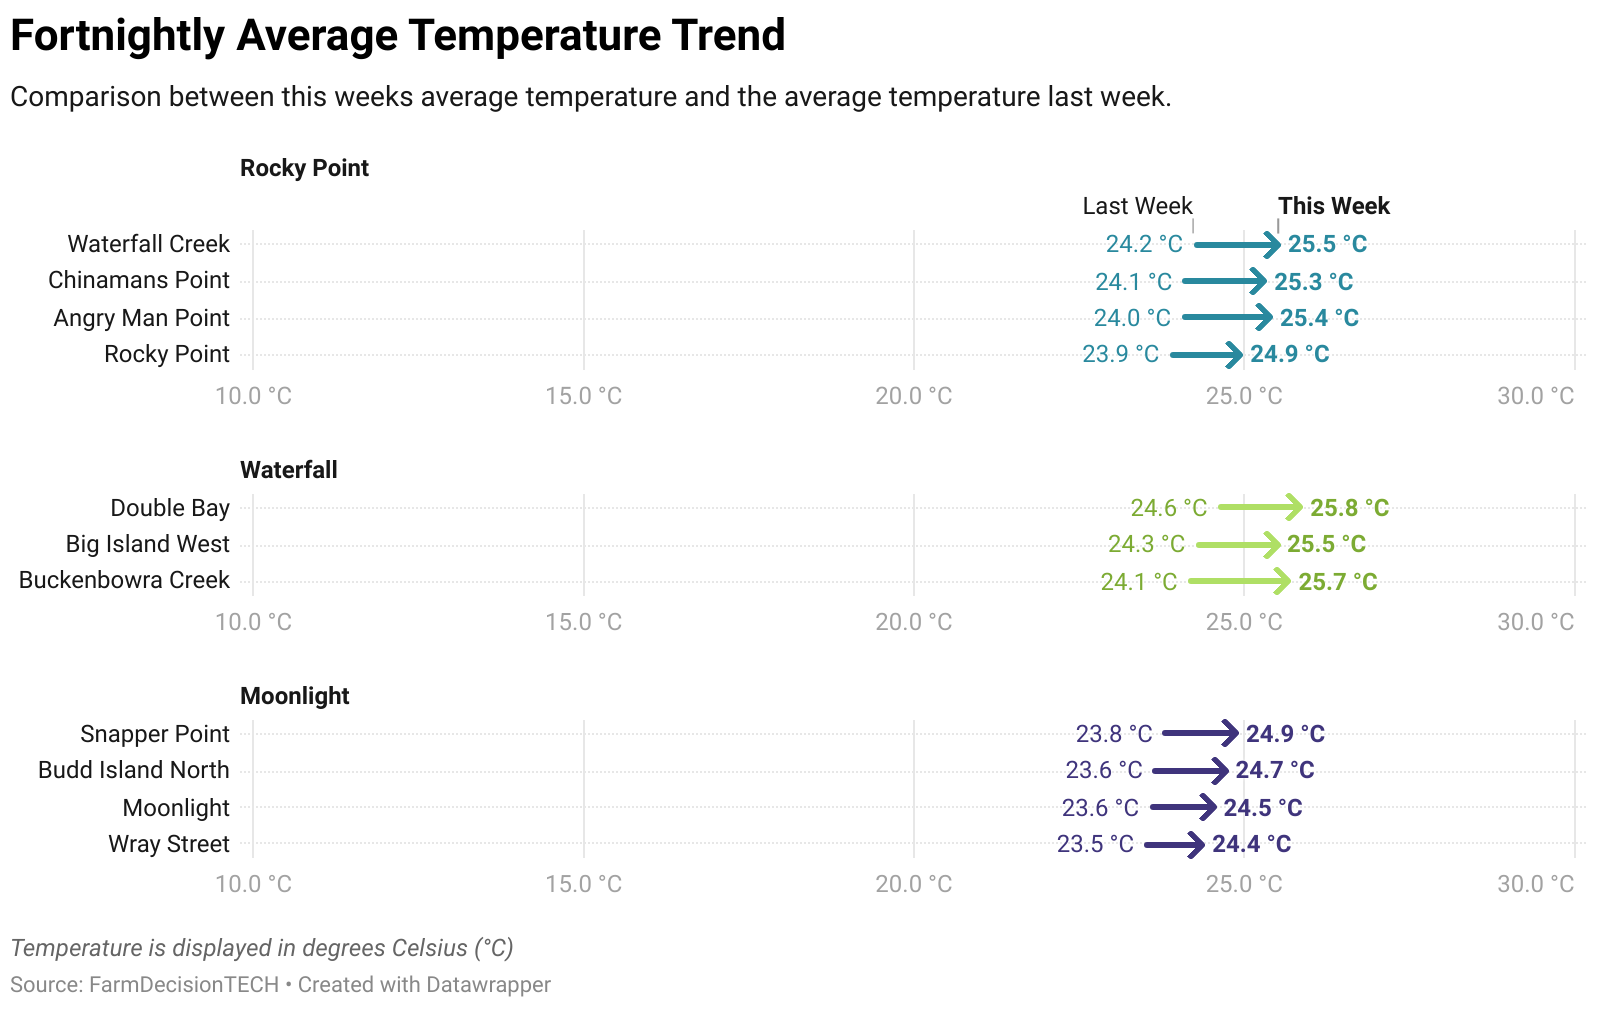 Fortnightly Average Temperature Trend
Comparison between this weeks average temperature and the average temperature last week.
Rocky Point
Last Week This Week
Waterfall Creek 24.2 °C 25.5 °C
Chinamans Point 24.1 °C 25.3 °C
Angry Man Point 24.0 °C 25.4 °C
Rocky Point 23.9 °C 24.9 °C
10.0 °C 15.0 °C 20.0 °C 25.0 °C 30.0 °C
Waterfall
Double Bay 24.6 °C 25.8 °C
Big Island West 24.3 °C 25.5 °C
Buckenbowra Creek 24.1 °C 25.7 °C
10.0 °C 15.0 °C 20.0 °C 25.0 °C 30.0 °C
Moonlight
Snapper Point 23.8 °C 24.9 °C
Budd Island North 23.6 °C 24.7 °C
Moonlight 23.6 °C 24.5 °C
Wray Street 23.5 °C 24.4 °C
10.0 °C 15.0 °C 20.0 °C 25.0 °C 30.0 °C
Temperature is displayed in degrees Celsius (°C)
Source: FarmDecisionTECH • Created with Datawrapper